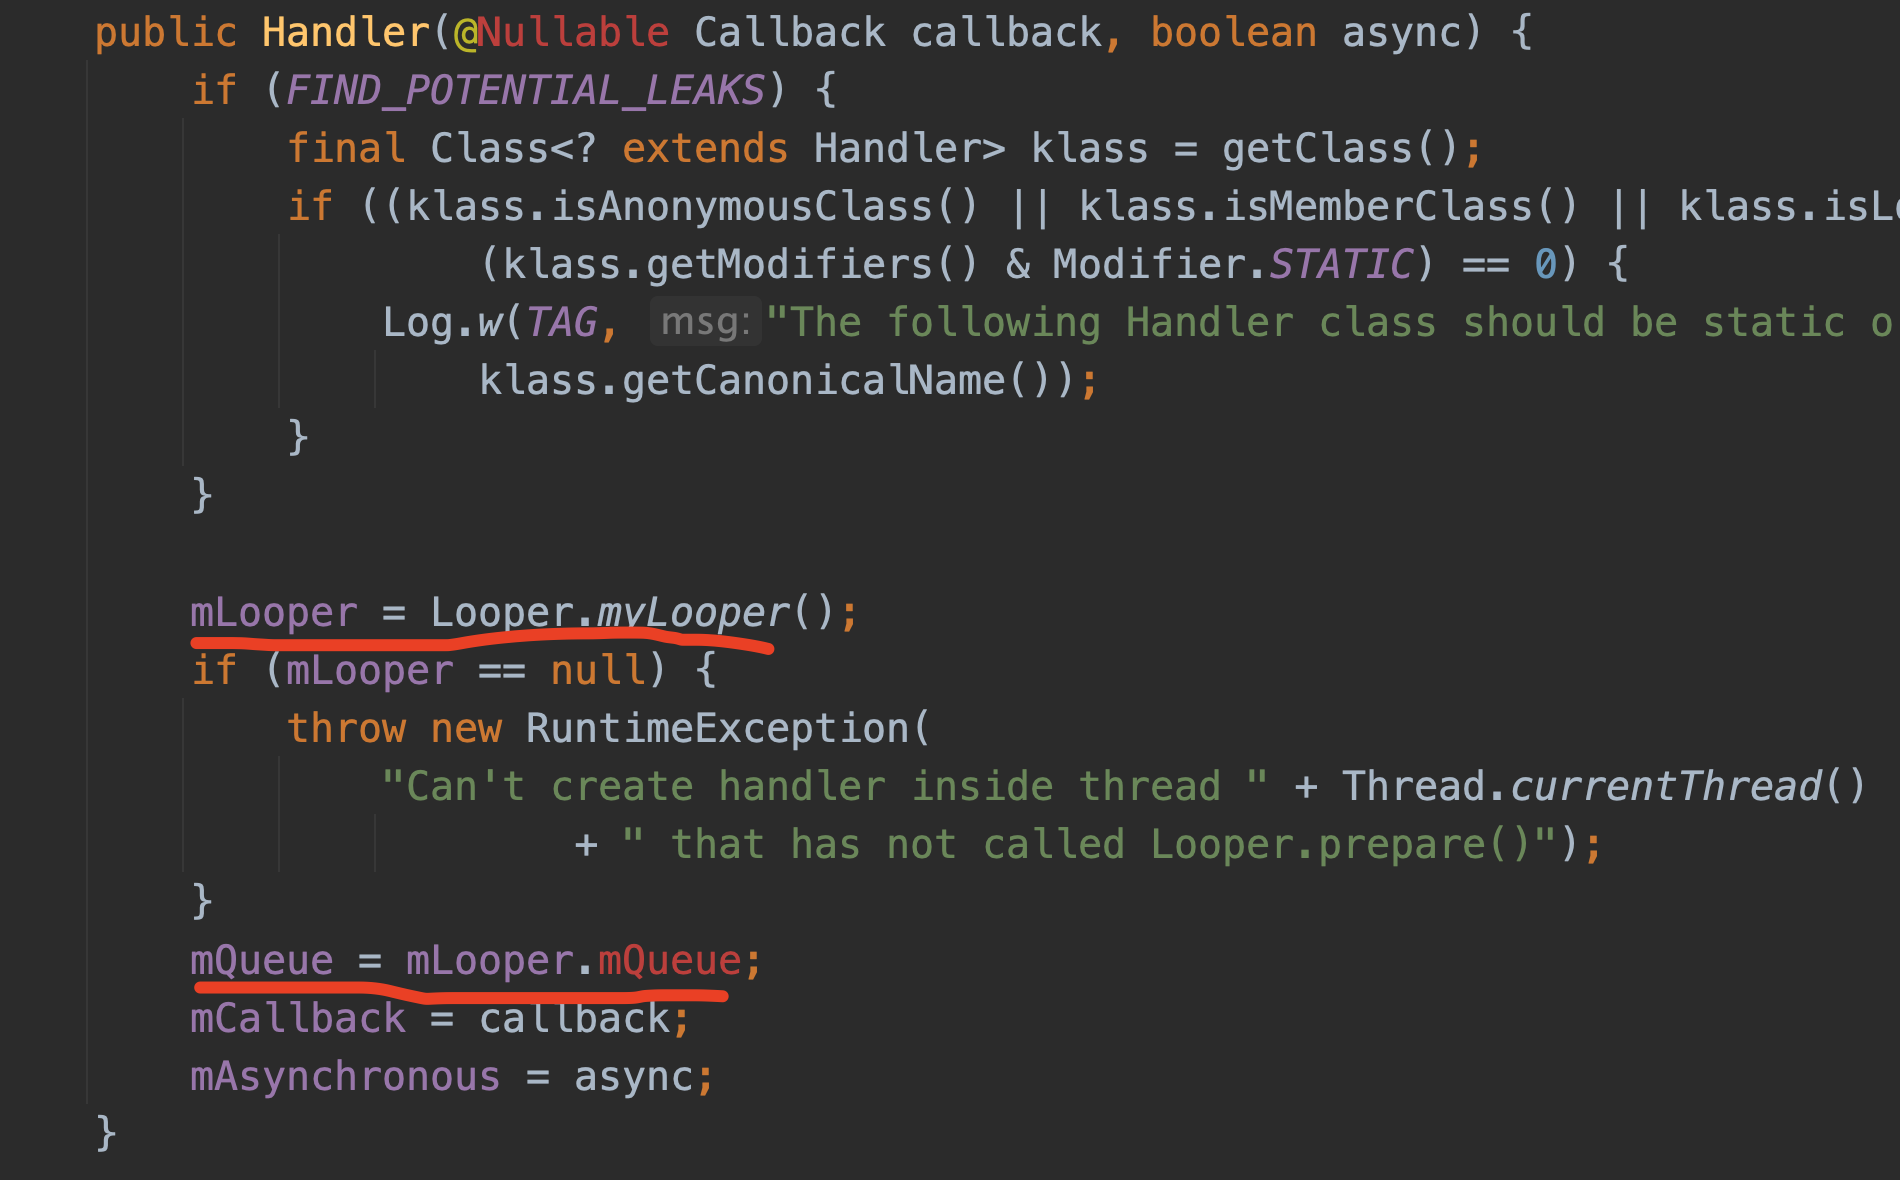 public Handler(@Nullable Callback callback, boolean async) {
if (FIND_POTENTIAL_LEAKS) {
final Class<? extends Handler> klass = getClass();
if ((klass.isAnonymousClass() || klass.isMemberClass() || klass.isLo
(klass.getModifiers() & Modifier.STATIC) == 0) {
Log.w(TAG, msg: "The following Handler class should be static o
klass.getCanonicalName());
}
}
mLooper = Looper.myLooper();
if (mLooper == null) {
throw new RuntimeException(
"Can't create handler inside thread " + Thread.currentThread()
+ " that has not called Looper.prepare()");
}
mQueue = mLooper.mQueue;
mCallback = callback;
mAsynchronous = async;
}